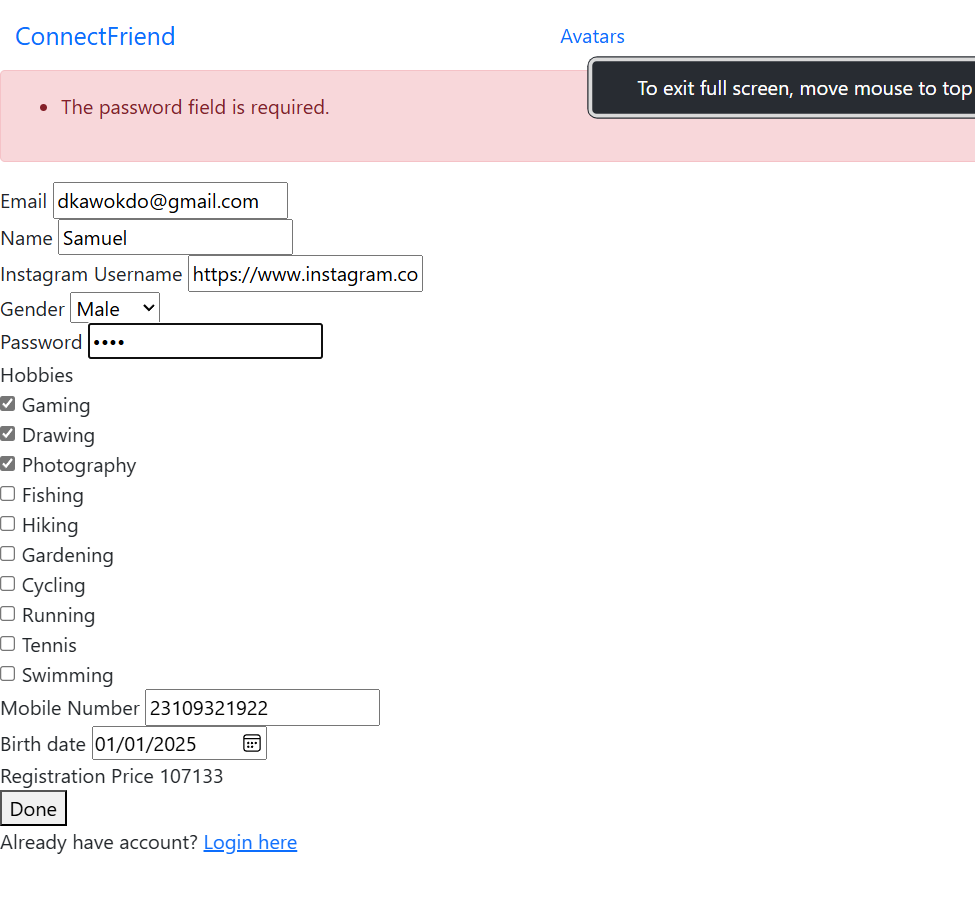 ConnectFriend Avatars
To exit full screen, move mouse to top
• The password field is required.
Email dkawokdo@gmail.com
Name Samuel
Instagram Username https://www.instagram.co
Gender Male
Password ••••
Hobbies
Gaming
Drawing
Photography
Fishing
Hiking
Gardening
Cycling
Running
Tennis
Swimming
Mobile Number 23109321922
Birth date 01/01/2025
Registration Price 107133
Done
Already have account? Login here